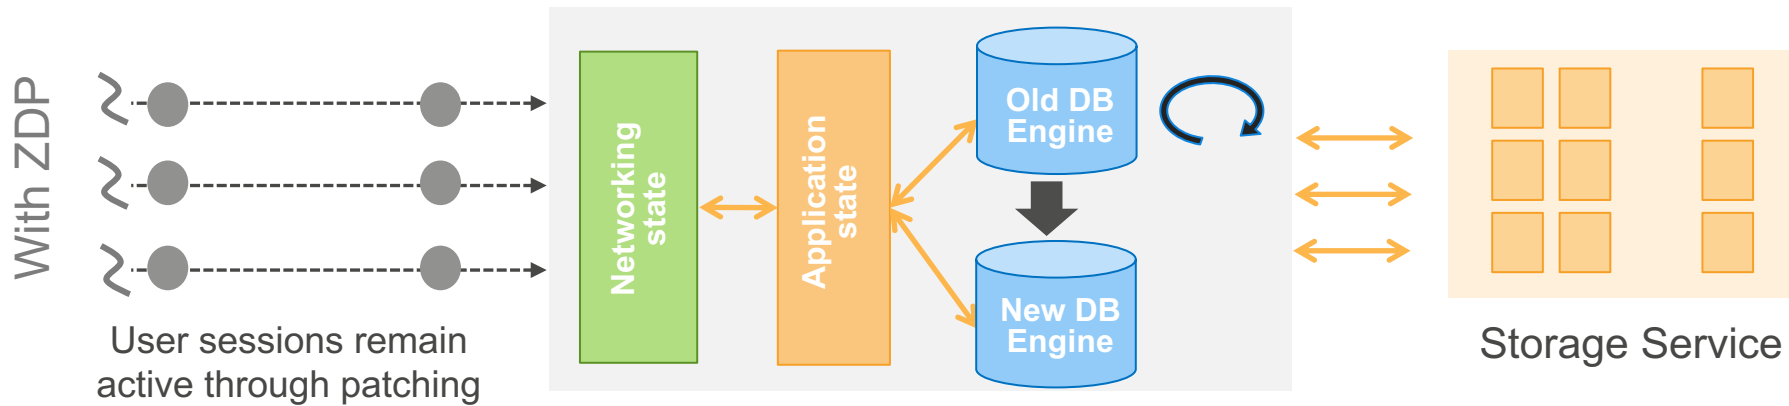 With ZDP
User sessions remain
active through patching
Networking
state
Application
state
Old DB
Engine
New DB
Engine
Storage Service